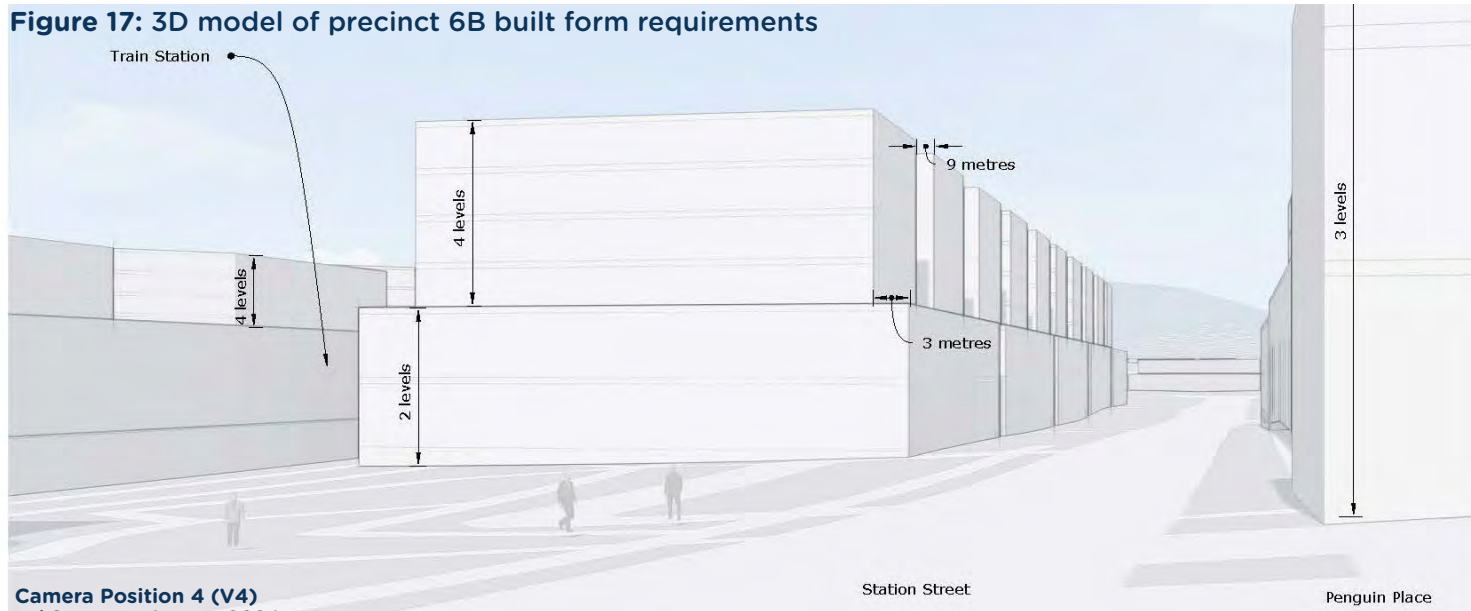 Figure 17: 3D model of precinct 6B built form requirements
Train Station
9 metres
4 levels
4 levels
3 levels
3 metres
2 levels
Station Street
Penguin Place
Camera Position 4 (V4)